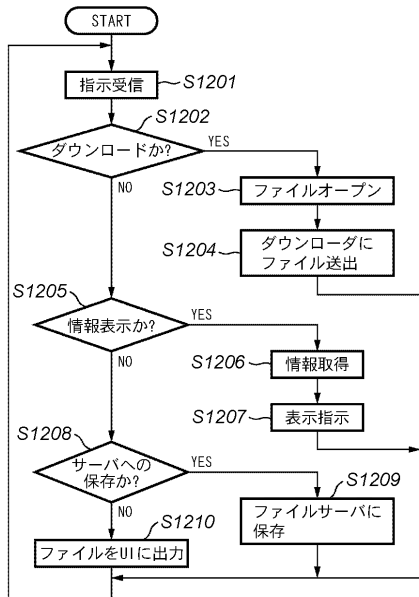 START
指示受信
S1201
S1202
ダウンロードか?
YES
NO
S1203
ファイルオープン
S1204
ダウンローダに
ファイル送出
S1205
情報表示か?
YES
NO
S1206
情報取得
S1207
表示指示
S1208
サーバへの
保存か?
YES
NO
S1209
ファイルサーバに
保存
S1210
ファイルをUIに出力